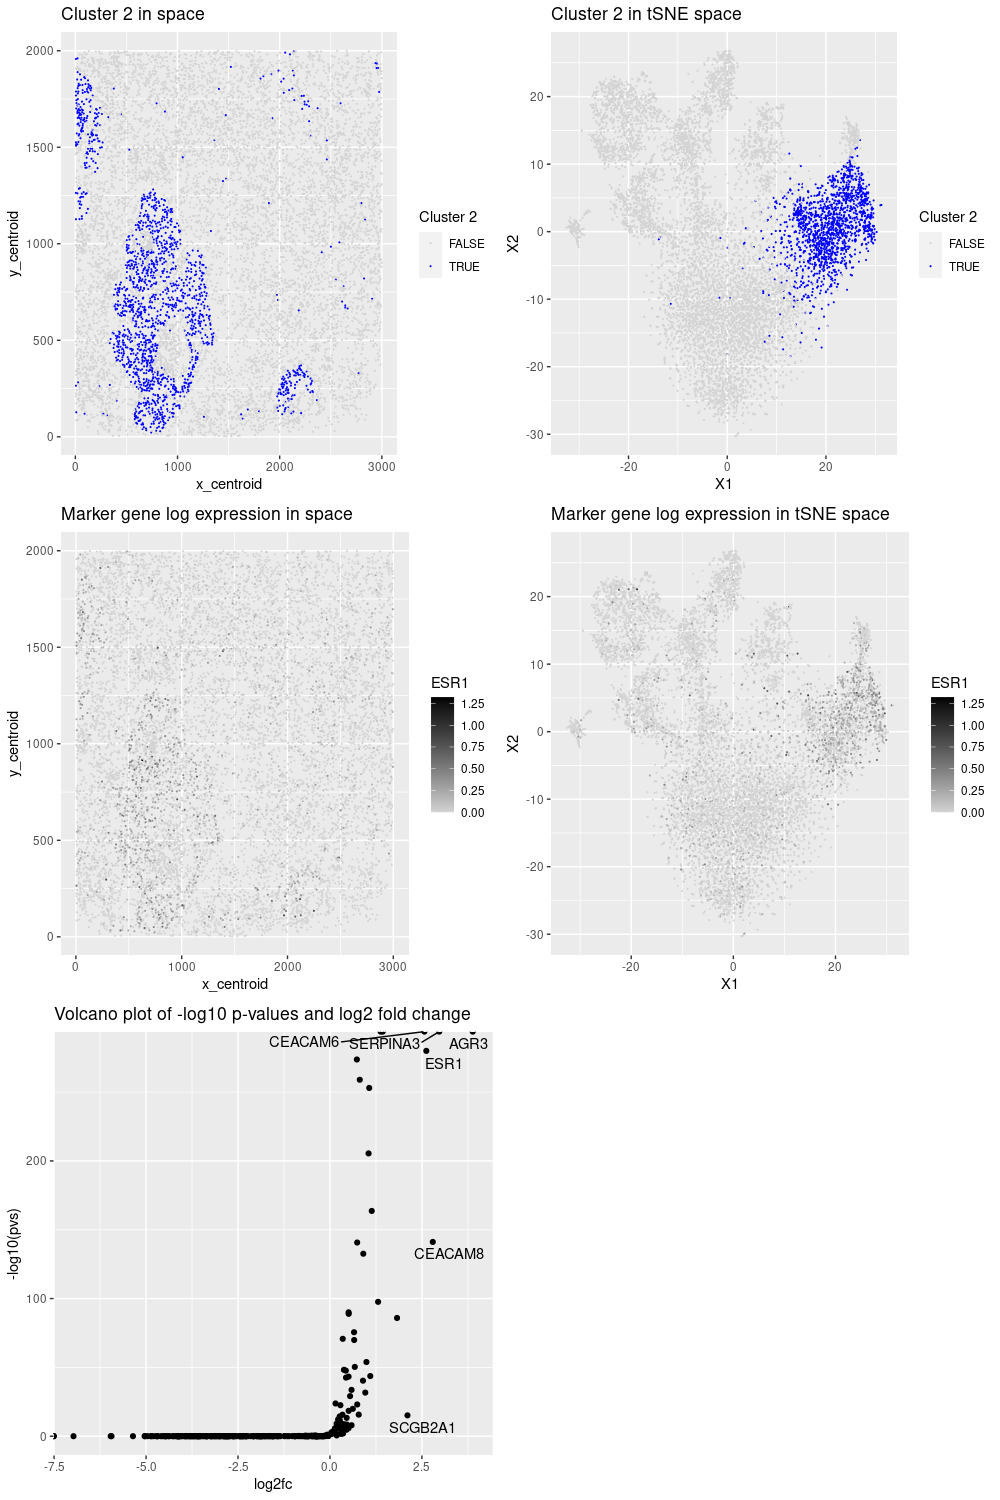 Cluster 2 in space
2000
1500
1000
500
0
y_centroid
0 1000 2000 3000
x_centroid
Cluster 2
FALSE
TRUE
Cluster 2 in tSNE space
20
10
0
-10
-20
-30
X2
-20 0 20
X1
Cluster 2
FALSE
TRUE
Marker gene log expression in space
2000
1500
1000
500
0
y_centroid
0 1000 2000 3000
x_centroid
ESR1
1.25
1.00
0.75
0.50
0.25
0.00
Marker gene log expression in tSNE space
20
10
0
-10
-20
-30
X2
-20 0 20
X1
ESR1
1.25
1.00
0.75
0.50
0.25
0.00
Volcano plot of -log10 p-values and log2 fold change
CEACAM6 SERPINA3 AGR3
ESR1
CEACAM8
SCGB2A1
200
100
0
-log10(pvs)
-7.5 -5.0 -2.5 0.0 2.5
log2fc